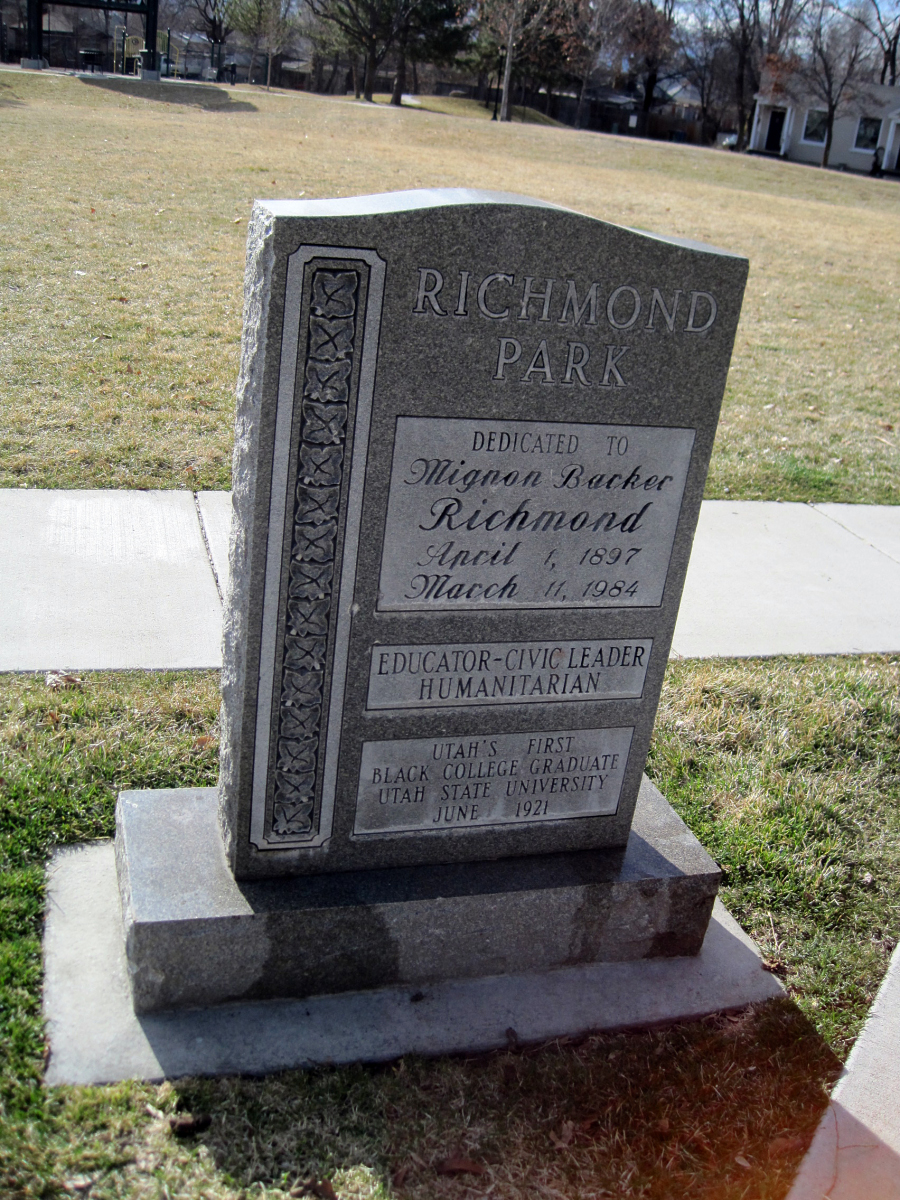 RICHMOND
PARK
DEDICATED TO
Mignon Barker
Richmond
April 1, 1897
March 11, 1984
EDUCATOR-CIVIC LEADER
HUMANITARIAN
UTAH'S FIRST
BLACK COLLEGE GRADUATE
UTAH STATE UNIVERSITY
JUNE 1921